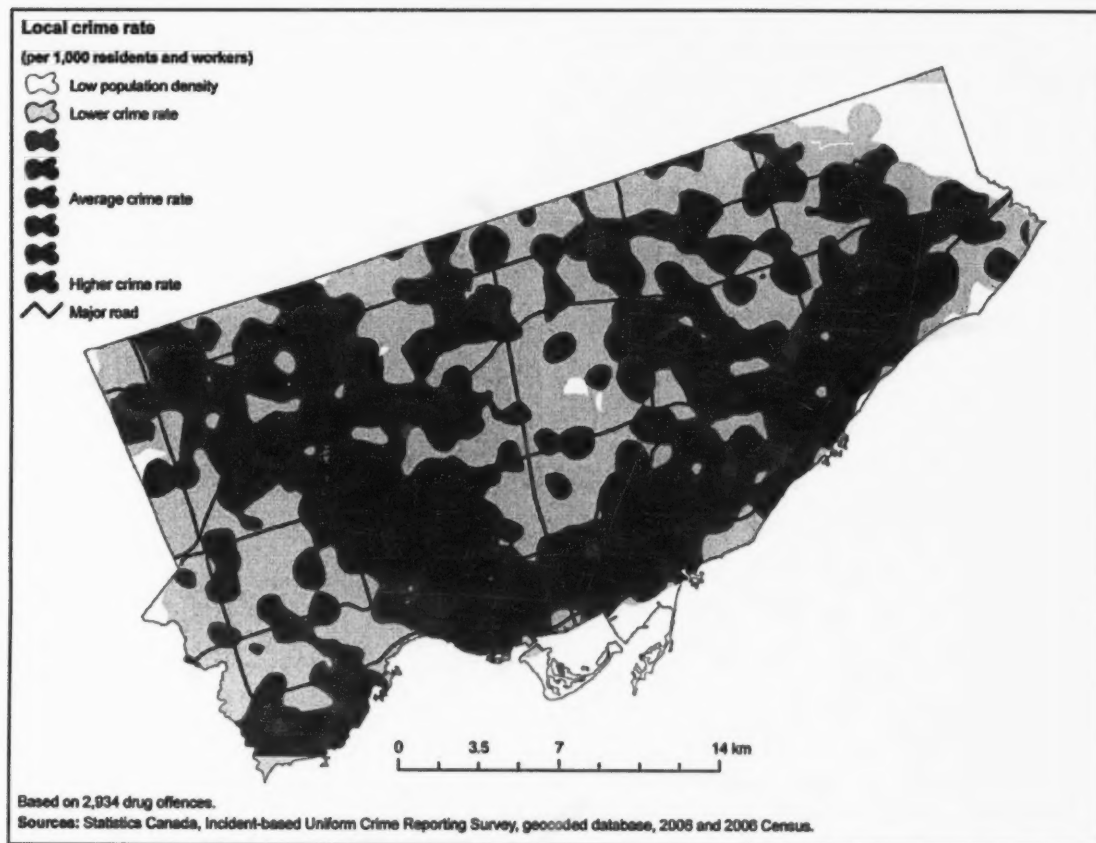 Local crime rate
(per 1,000 residents and workers)
Low population density
Lower crime rate
Average crime rate
Higher crime rate
Major road
0 3.5 7 14 km
Based on 2,934 drug offences.
Sources: Statistics Canada, Incident-based Uniform Crime Reporting Survey, geocoded database, 2006 and 2006 Census.